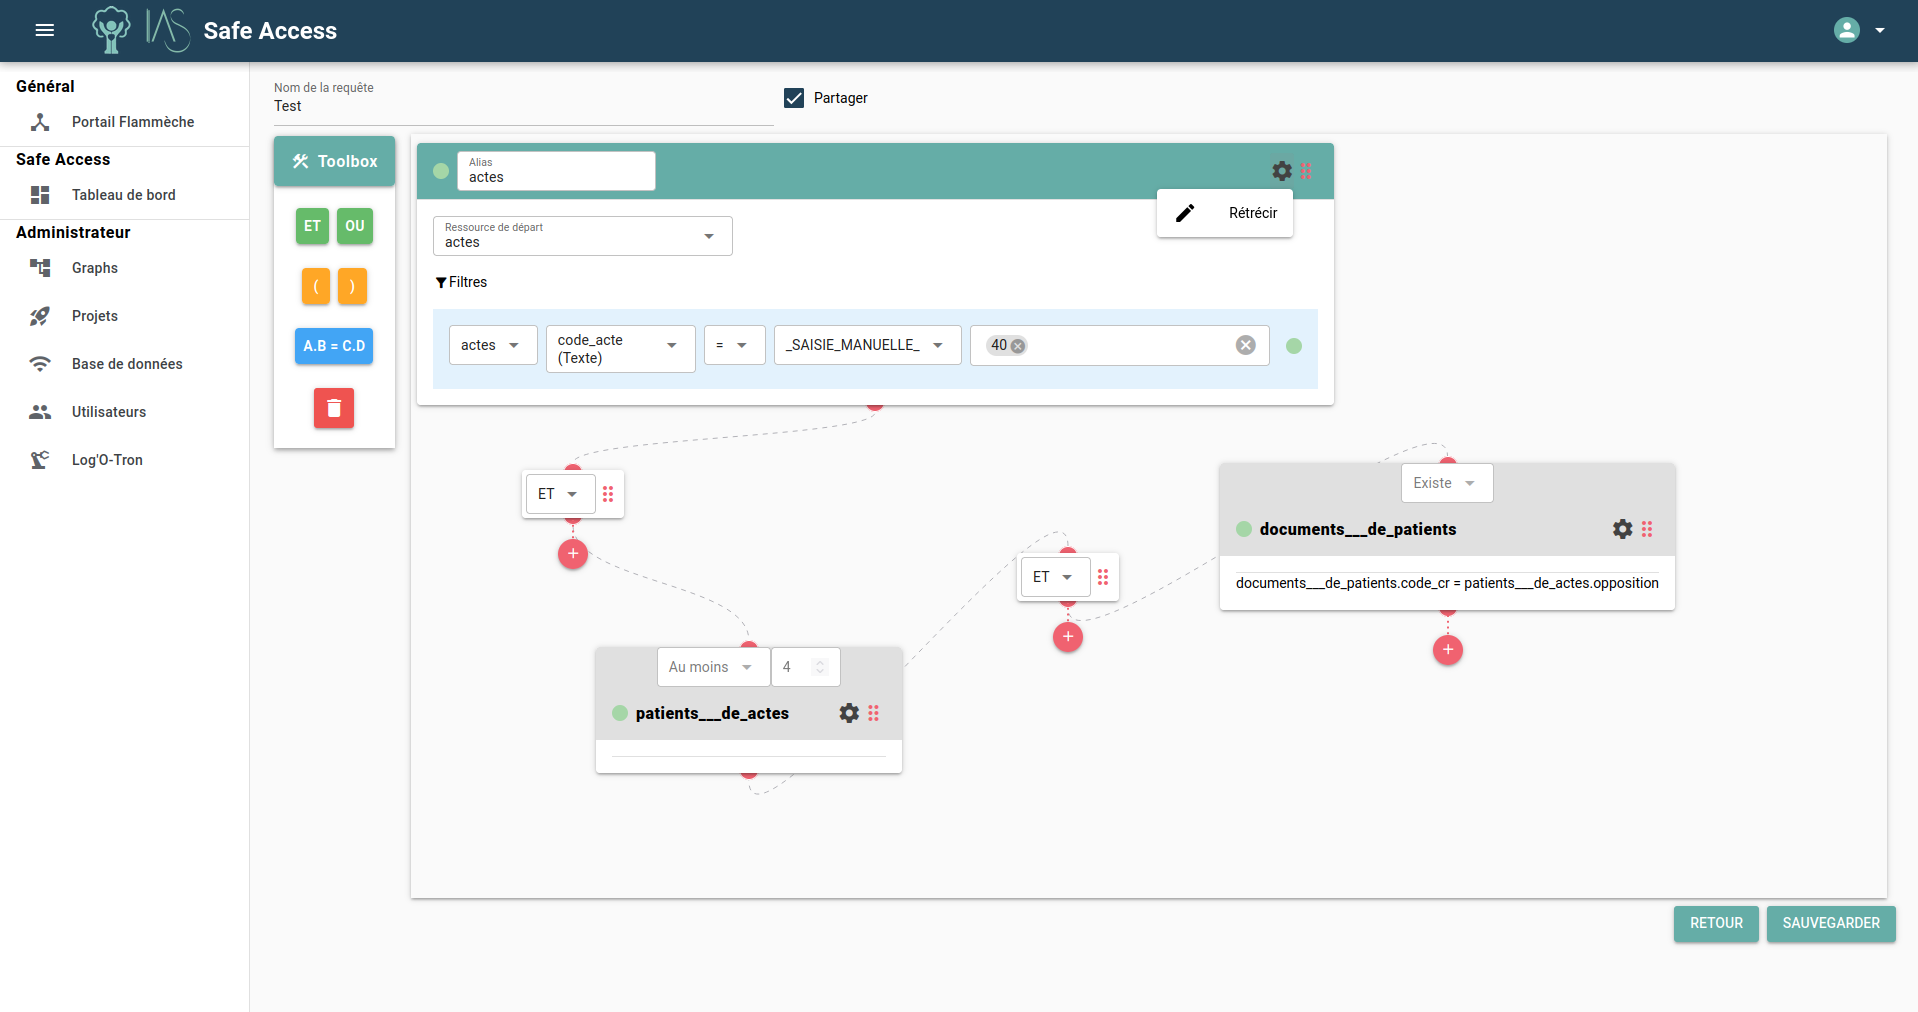 IAS Safe Access
Général
Portail Flammèche
Safe Access
Tableau de bord
Administrateur
Graphs
Projets
Base de données
Utilisateurs
Log'O-Tron
Nom de la requête
Test
Partager
Toolbox
ET OU
( )
A.B = C.D
Alias
actes
Rétrécir
Ressource de départ
actes
Filtres
actes code_acte (Texte) = _SAISIE_MANUELLE_ 40
ET
Existe
documents___de_patients
documents___de_patients.code_cr = patients___de_actes.opposition
ET
Au moins 4
patients___de_actes
RETOUR SAUVEGARDER